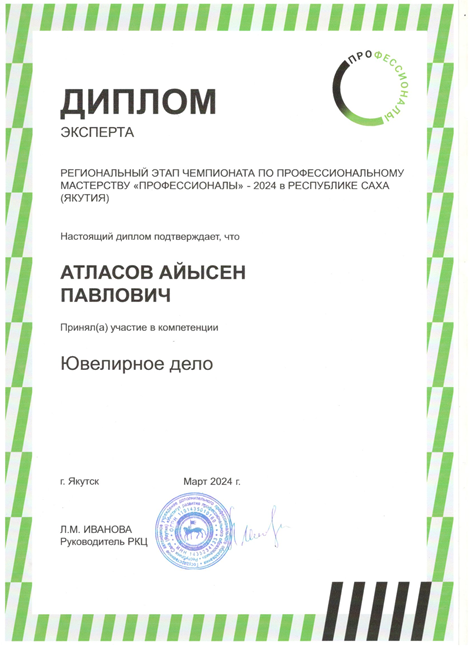 ПРОФЕССИОНАЛЫ
ДИПЛОМ
ЭКСПЕРТА
РЕГИОНАЛЬНЫЙ ЭТАП ЧЕМПИОНАТА ПО ПРОФЕССИОНАЛЬНОМУ
МАСТЕРСТВУ «ПРОФЕССИОНАЛЫ» - 2024 в РЕСПУБЛИКЕ САХА
(ЯКУТИЯ)
Настоящий диплом подтверждает, что
АТЛАСОВ АЙЫСЕН
ПАВЛОВИЧ
Принял(а) участие в компетенции
Ювелирное дело
г. Якутск Март 2024 г.
Л.М. ИВАНОВА
Руководитель РКЦ